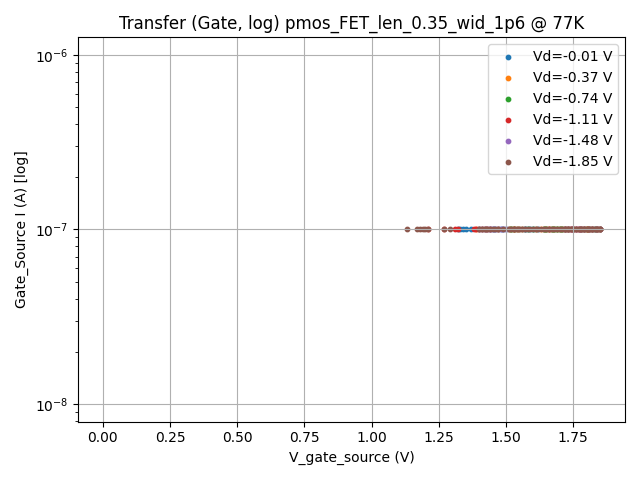 Transfer (Gate, log) pmos_FET_len_0.35_wid_1p6 @ 77K
Vd=-0.01 V
Vd=-0.37 V
Vd=-0.74 V
Vd=-1.11 V
Vd=-1.48 V
Vd=-1.85 V
Gate_Source I (A) [log]
10⁻⁶
10⁻⁷
10⁻⁸
0.00 0.25 0.50 0.75 1.00 1.25 1.50 1.75
V_gate_source (V)